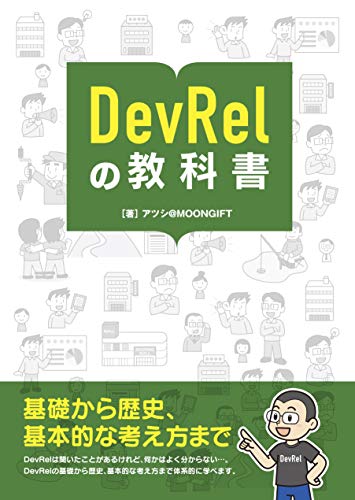 DevRel
の教科書
［著］アツシ@MOONGIFT
基礎から歴史、
基本的な考え方まで
DevRelは聞いたことがあるけれど、何かはよく分からない…。
DevRelの基礎から歴史、基本的な考え方まで体系的に学べます。
DevRel